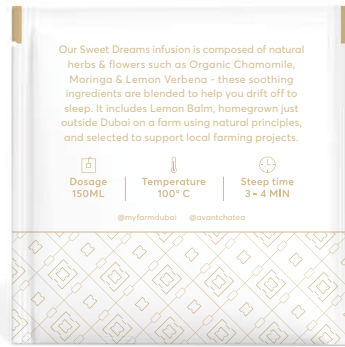 Our Sweet Dreams infusion is composed of natural
herbs & flowers such as Organic Chamomile,
Moringa & Lemon Verbena - these soothing
ingredients are blended to help you drift off to
sleep. It includes Lemon Balm, homegrown just
outside Dubai on a farm using natural principles,
and selected to support local farming projects.
Dosage Temperature Steep time
150ML 100° C 3 - 4 MIN
@myfarmdubai @avantchatea